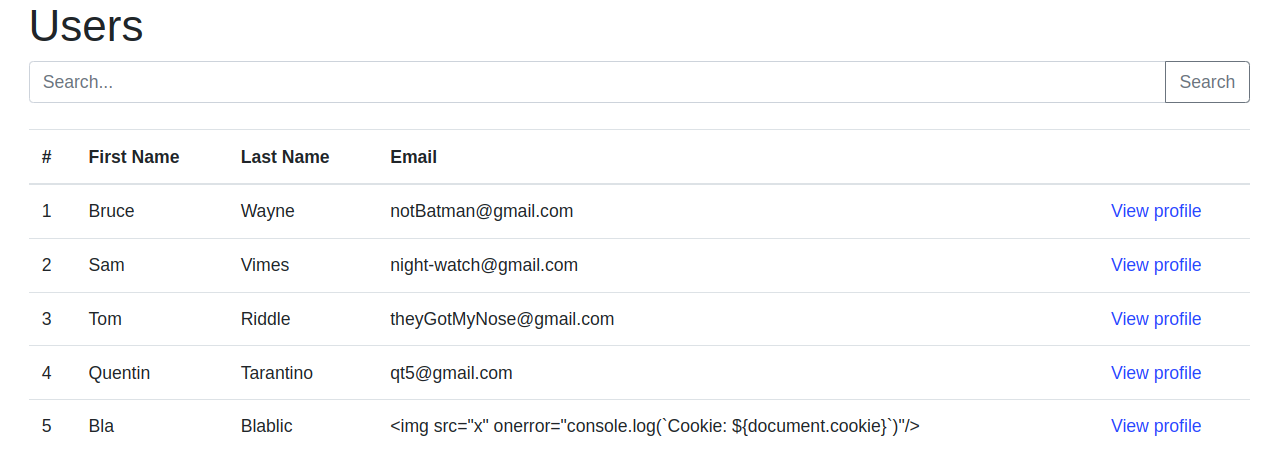 Users
Search... Search
# First Name Last Name Email
1 Bruce Wayne notBatman@gmail.com View profile
2 Sam Vimes night-watch@gmail.com View profile
3 Tom Riddle theyGotMyNose@gmail.com View profile
4 Quentin Tarantino qt5@gmail.com View profile
5 Bla Blablic <img src="x" onerror="console.log(`Cookie: ${document.cookie}`)"/> View profile